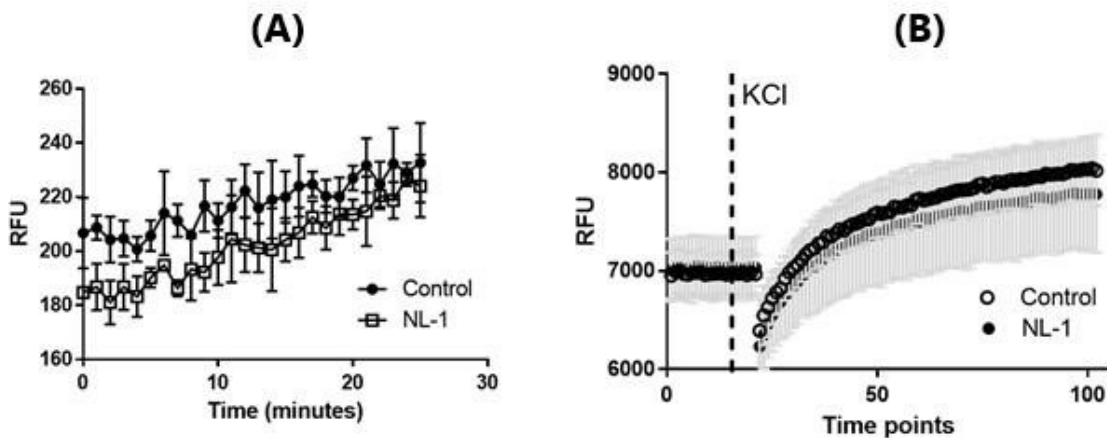 (A)
260
240
220
200
180
160
RFU
Control
NL-1
0
10
20
30
Time (minutes)
(B)
9000
8000
7000
6000
RFU
KCl
Control
NL-1
0
50
100
Time points